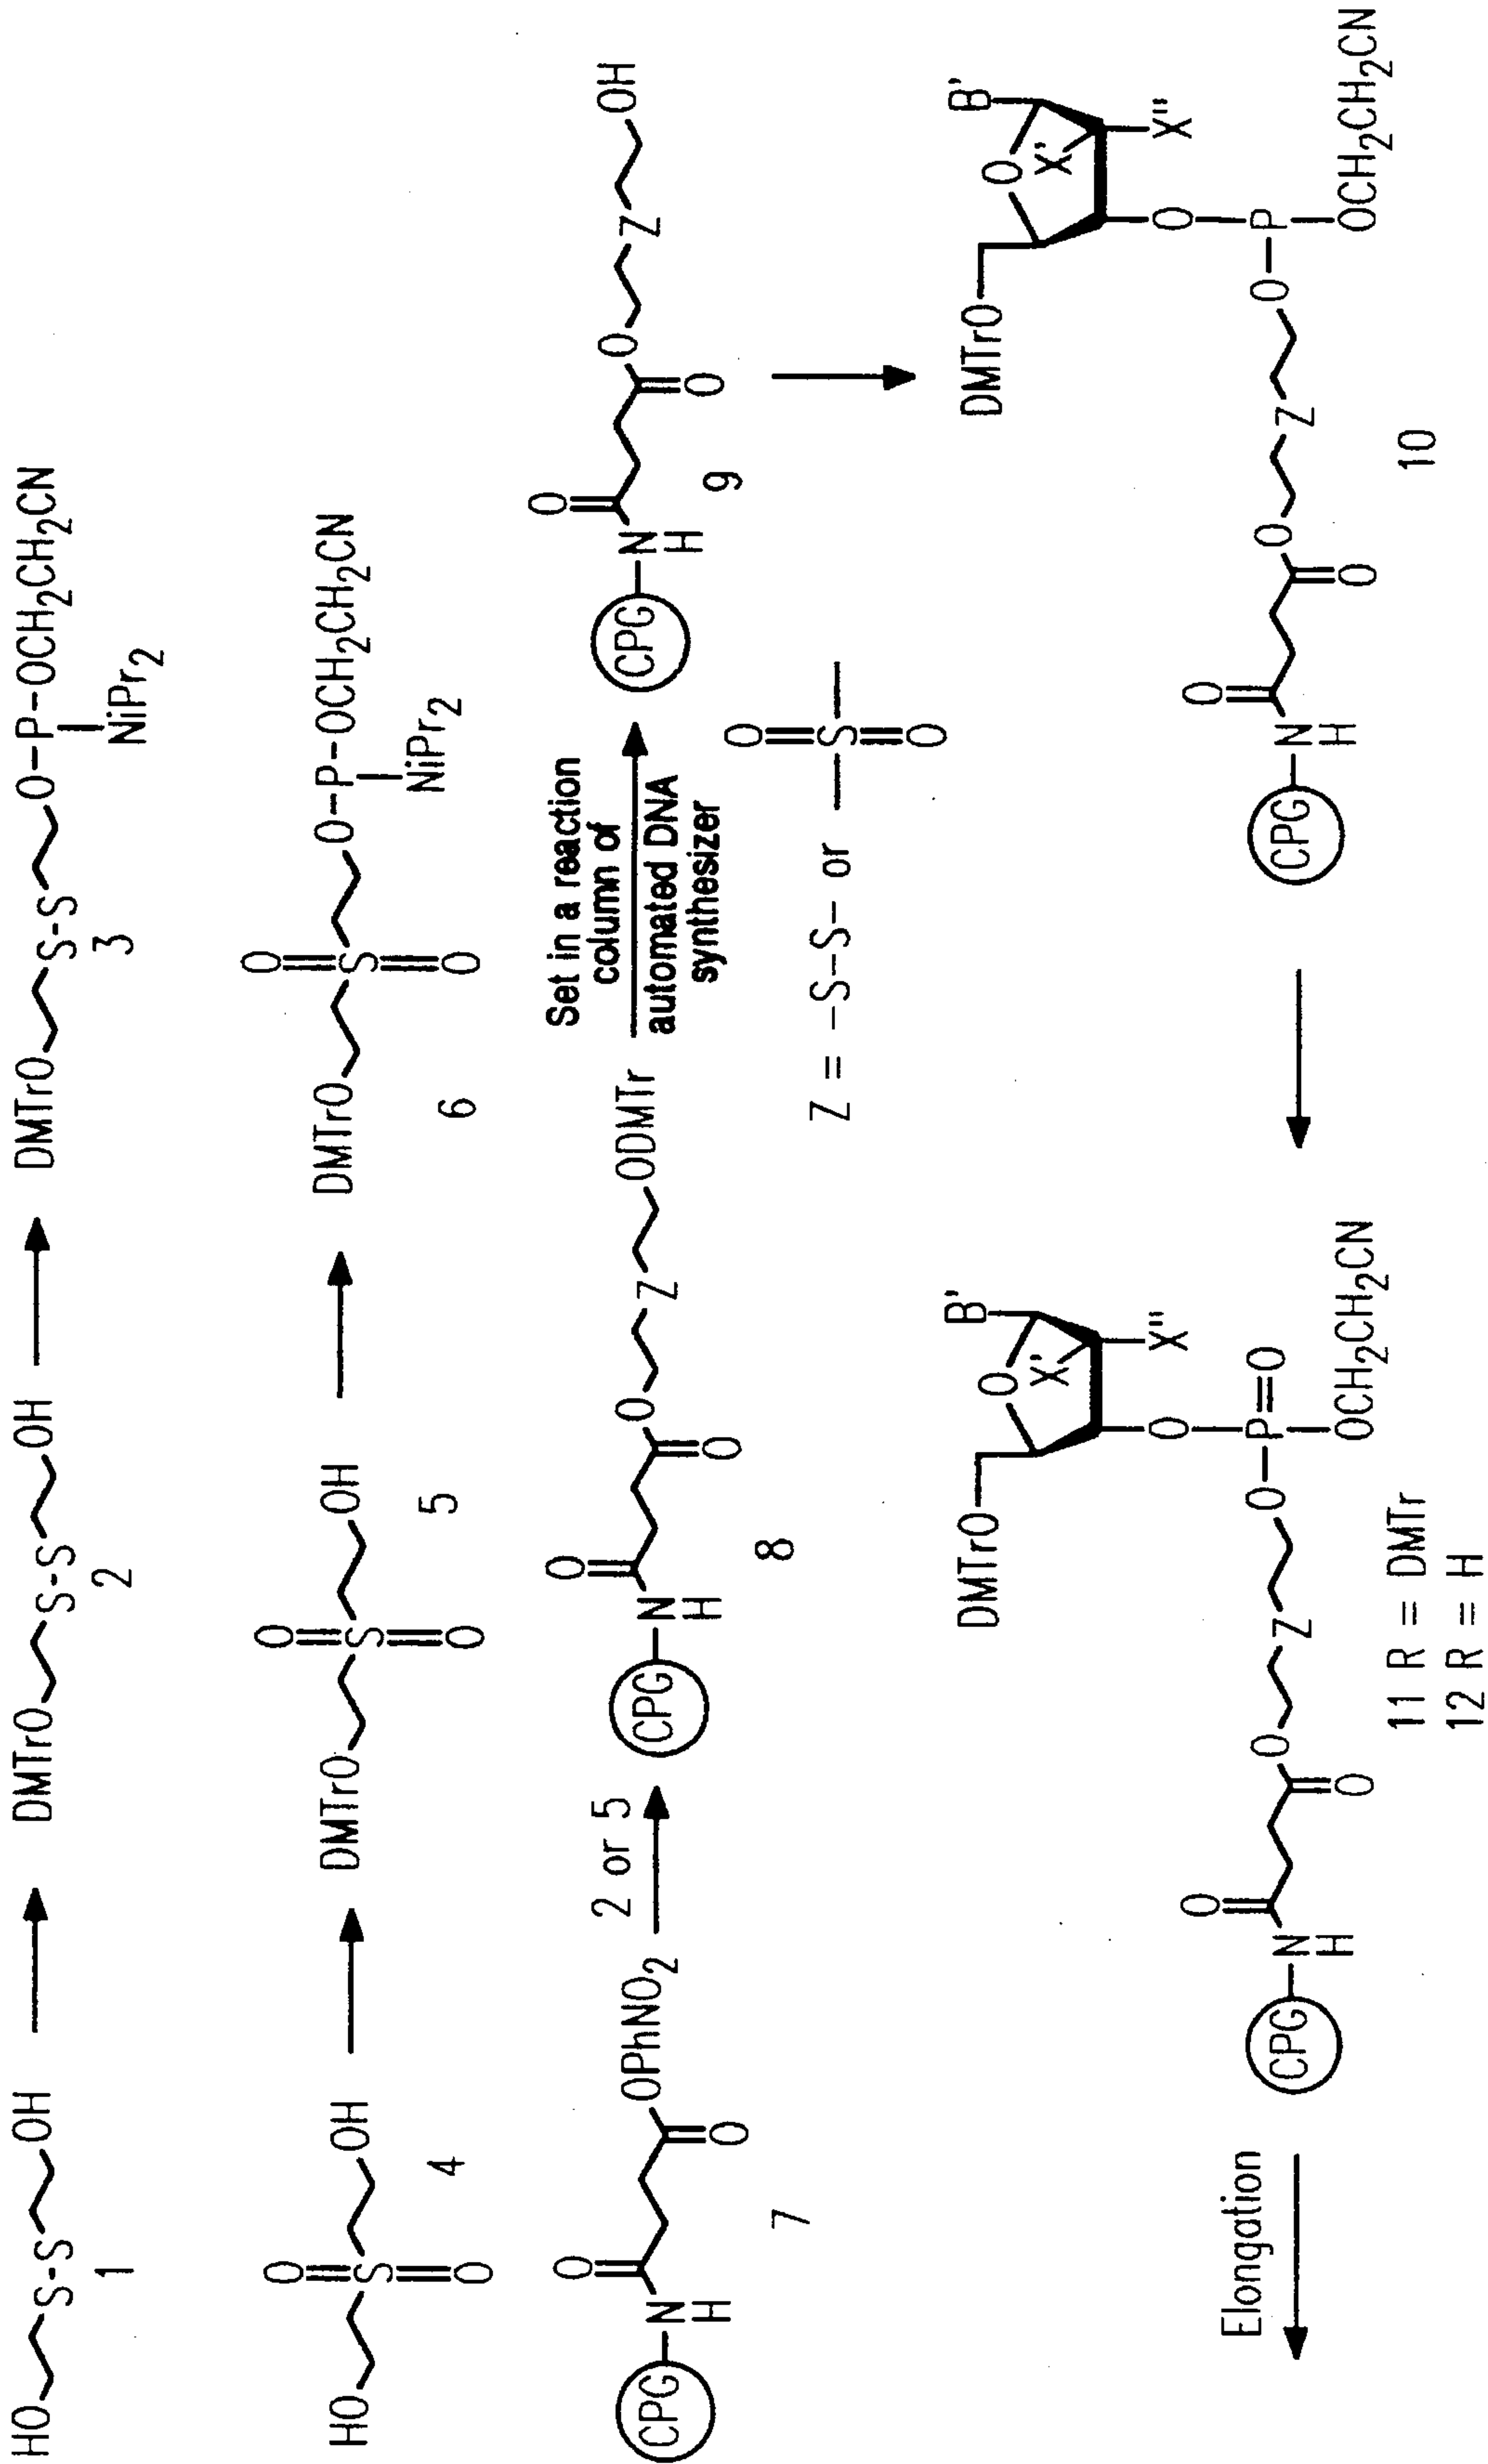 HO S-S OH DMTrO S-S OH DMTrO S-S O-P-OCH2CH2CN
NiPr2
1 2 3
O O O
HO S OH DMTrO S OH DMTrO S O-P-OCH2CH2CN
O O O NiPr2
4 5 6
O O O
CPG N OPhNO2 2 or 5 CPG N O Z ODMTr Set in a reaction CPG N O Z OH
H O H O column of H O
automated DNA
synthesizer
7 8 9
Z = -S-S- or O
S
O
DMTrO O B'
X' X"
O
O
CPG N O Z O-P
H O OCH2CH2CN
10
DMTrO O B'
X' X"
O
O
Elongation CPG N O Z O-P=O
H O OCH2CH2CN
11 R = DMTr
12 R = H